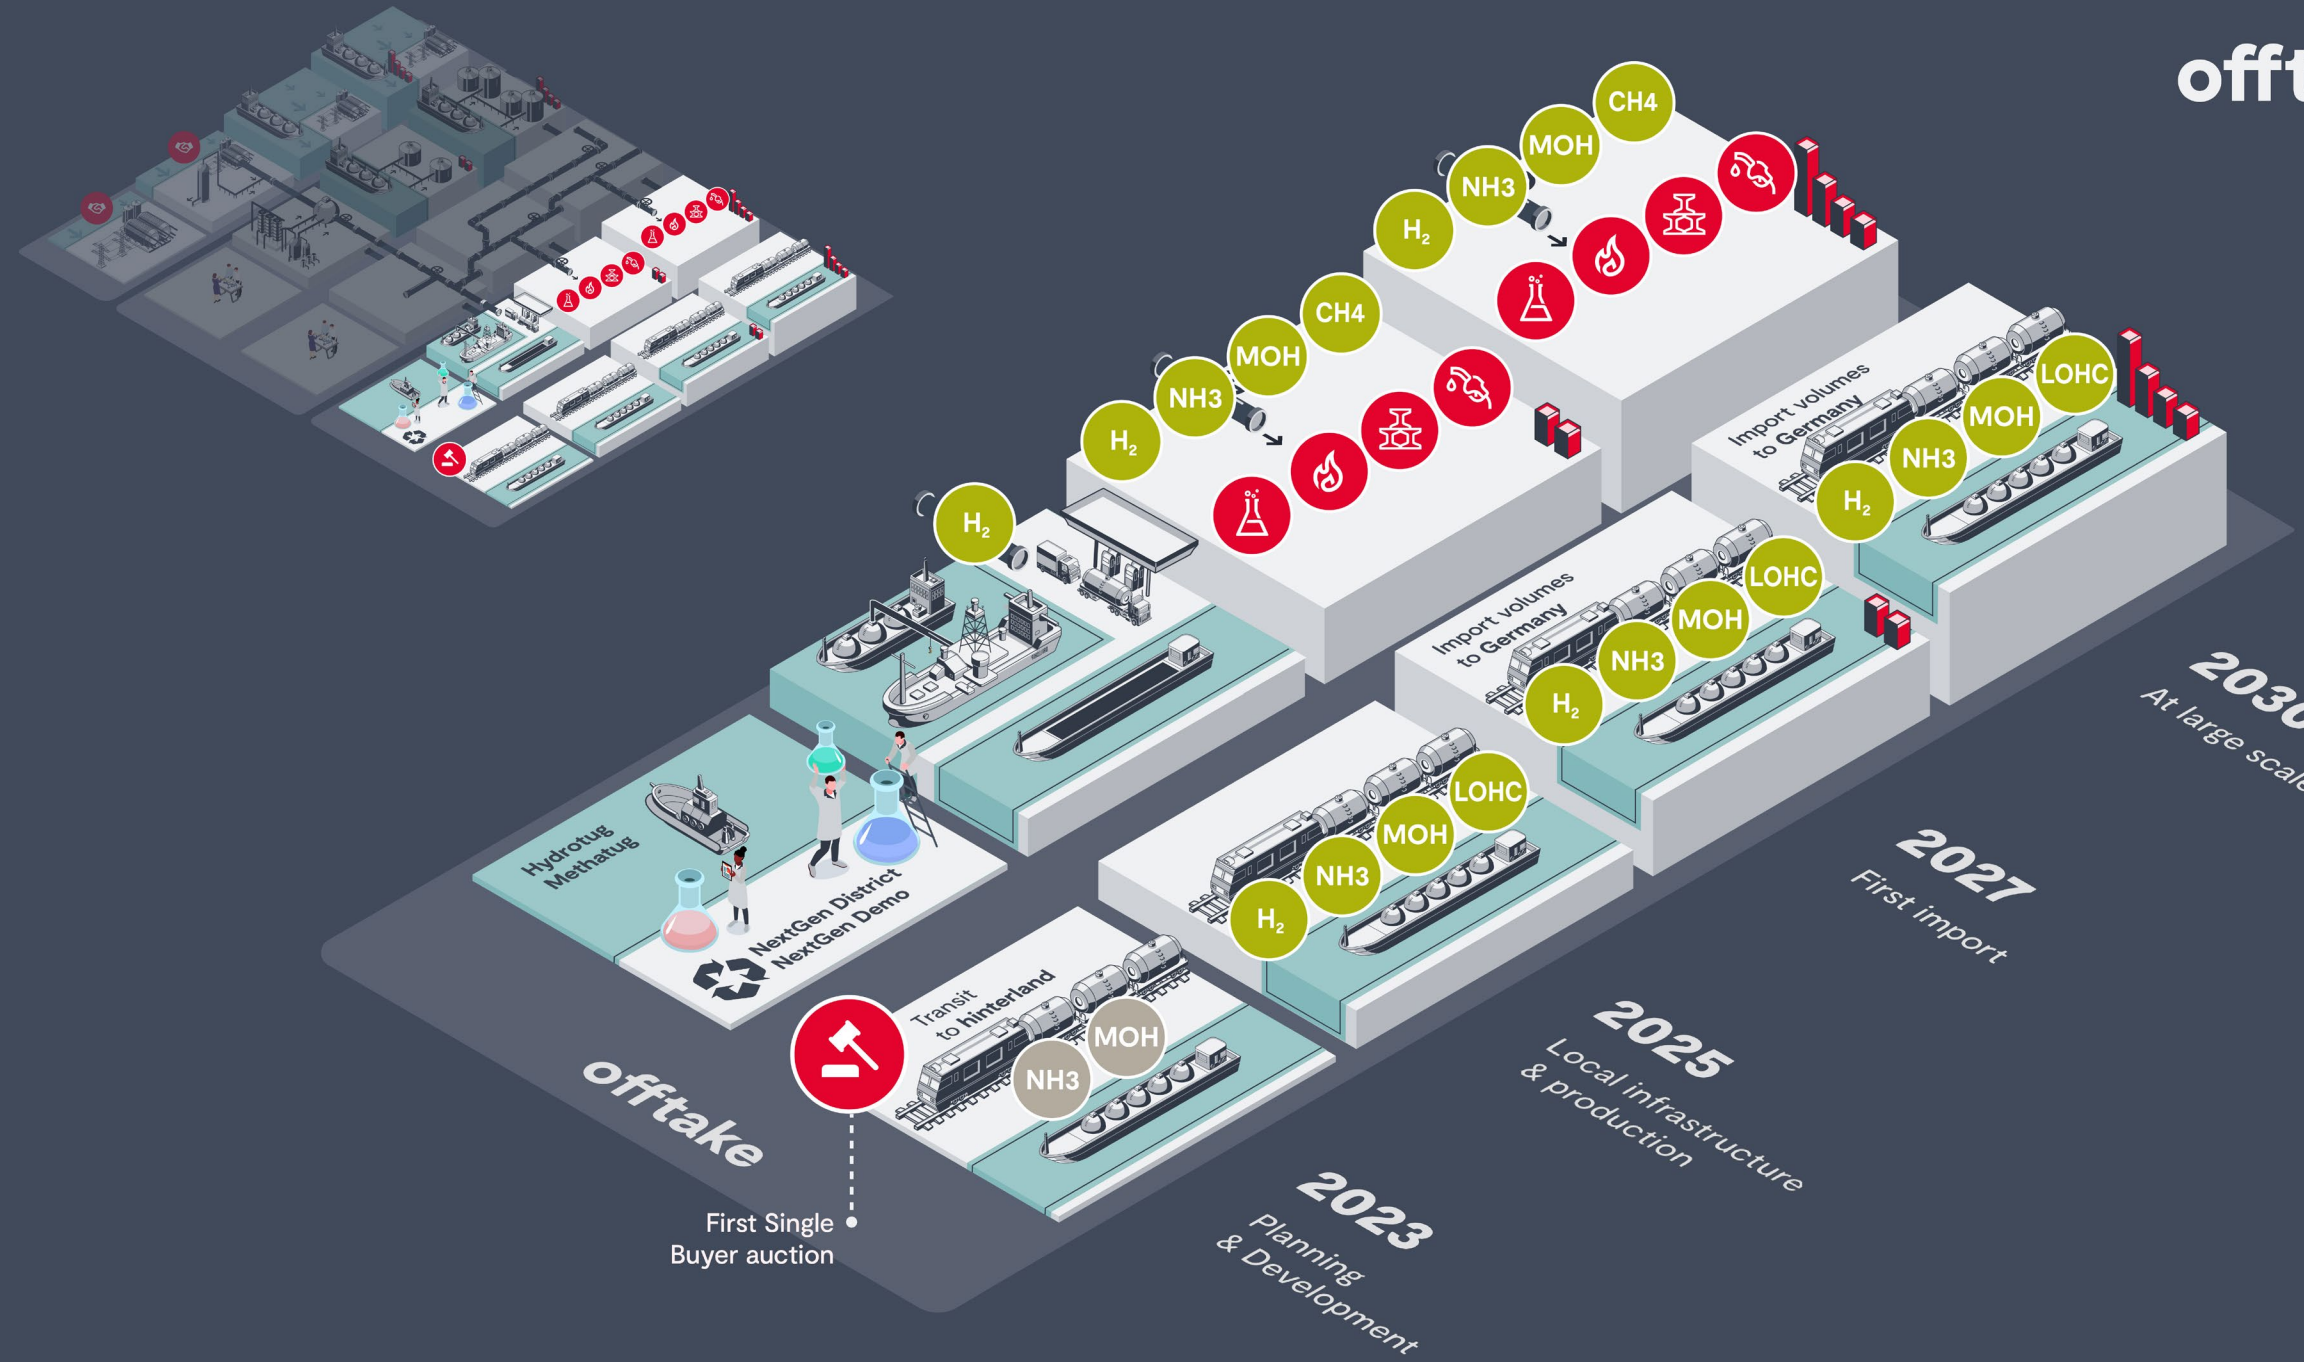 offt
CH4
MOH
NH3
H₂
CH4
MOH
NH3
H₂
H₂
Import volumes
to Germany
LOHC
MOH
NH3
H₂
Import volumes
to Germany
LOHC
MOH
NH3
H₂
LOHC
MOH
NH3
H₂
Hydrotug
Methatug
NextGen District
NextGen Demo
Transit
to hinterland
MOH
NH3
offtake
First Single
Buyer auction
2023
Planning
& Development
2025
Local infrastructure
& production
2027
First import
2030
At large scale